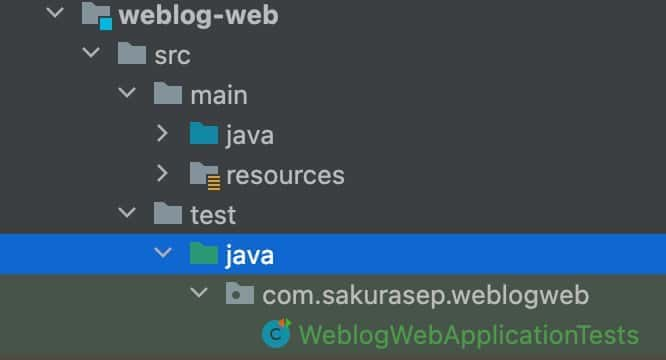 weblog-web
src
main
java
resources
test
java
com.sakurasep.weblogweb
WeblogWebApplicationTests